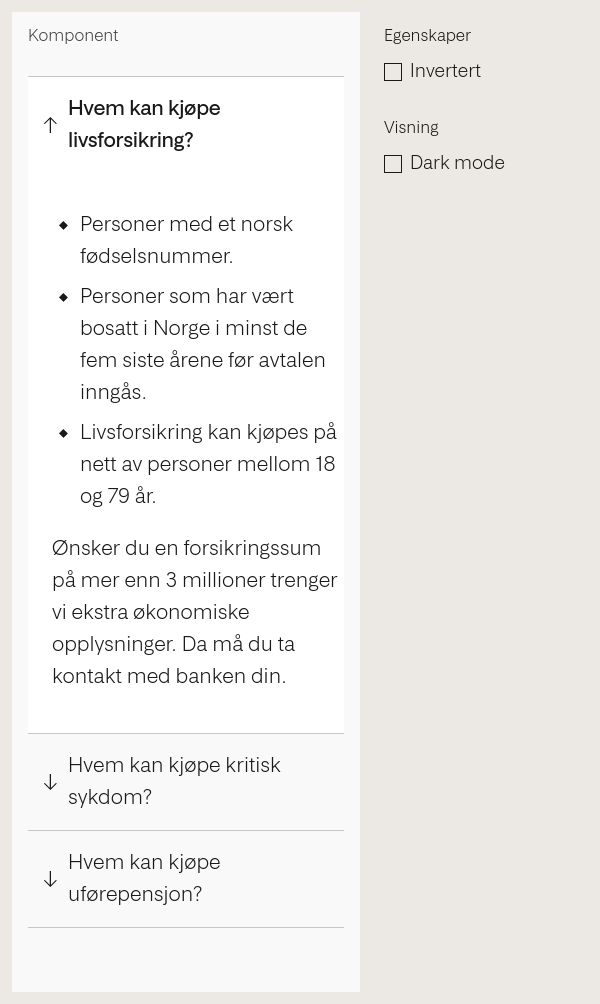 Komponent
Hvem kan kjøpe
livsforsikring?
Personer med et norsk
fødselsnummer.
Personer som har vært
bosatt i Norge i minst de
fem siste årene før avtalen
inngås.
Livsforsikring kan kjøpes på
nett av personer mellom 18
og 79 år.
Ønsker du en forsikringssum
på mer enn 3 millioner trenger
vi ekstra økonomiske
opplysninger. Da må du ta
kontakt med banken din.
Hvem kan kjøpe kritisk
sykdom?
Hvem kan kjøpe
uførepensjon?
Egenskaper
Invertert
Visning
Dark mode